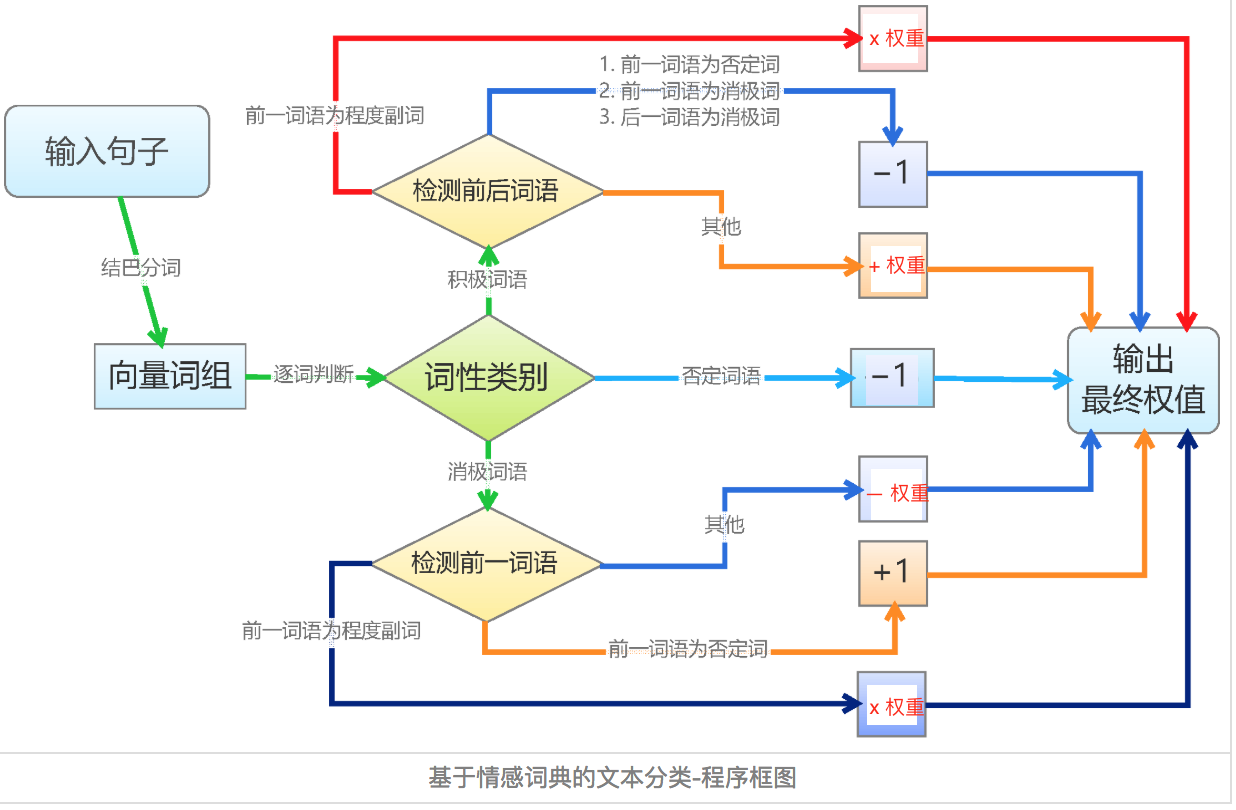 x 权重
1. 前一词语为否定词
2. 前一词语为消极词
3. 后一词语为消极词
前一词语为程度副词
输入句子
检测前后词语
−1
其他
结巴分词
积极词语
+ 权重
向量词组
逐词判断
词性类别
否定词语
−1
输出
最终权值
消极词语
— 权重
其他
检测前一词语
+1
前一词语为程度副词
前一词语为否定词
x 权重
基于情感词典的文本分类-程序框图